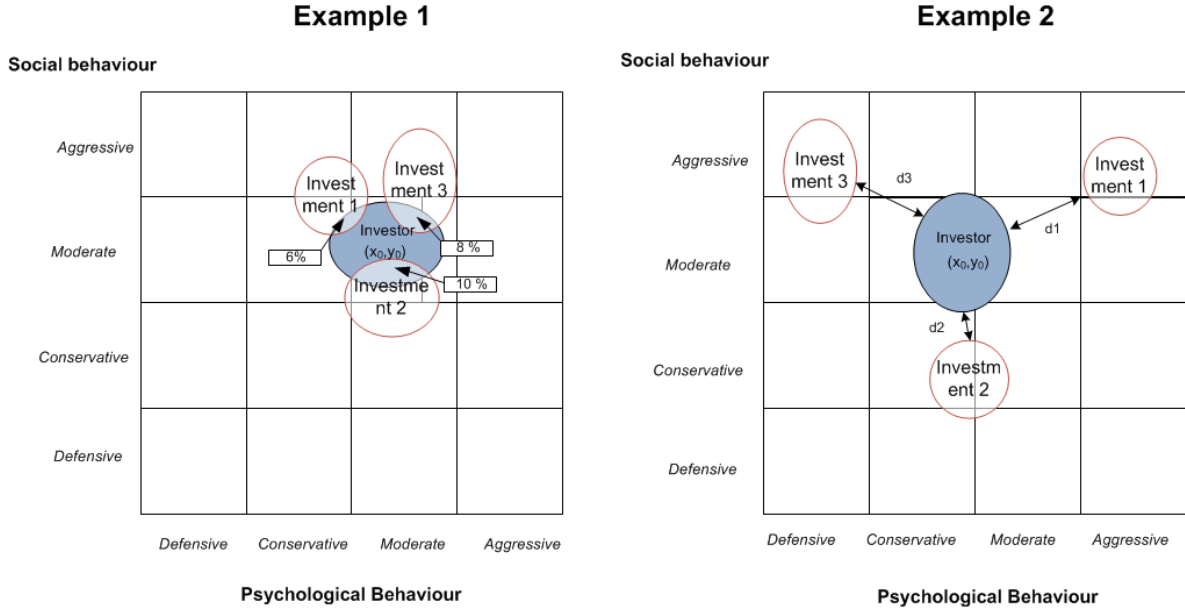 Example 1
Social behaviour
Aggressive
Moderate
Conservative
Defensive
Invest
ment 1
Invest
ment 3
Investor
(x₀,y₀)
6%
8 %
10 %
Investme
nt 2
Defensive
Conservative
Moderate
Aggressive
Psychological Behaviour
Example 2
Social behaviour
Aggressive
Moderate
Conservative
Defensive
Invest
ment 3
Invest
ment 1
d3
d1
Investor
(x₀,y₀)
d2
Investm
ent 2
Defensive
Conservative
Moderate
Aggressive
Psychological Behaviour